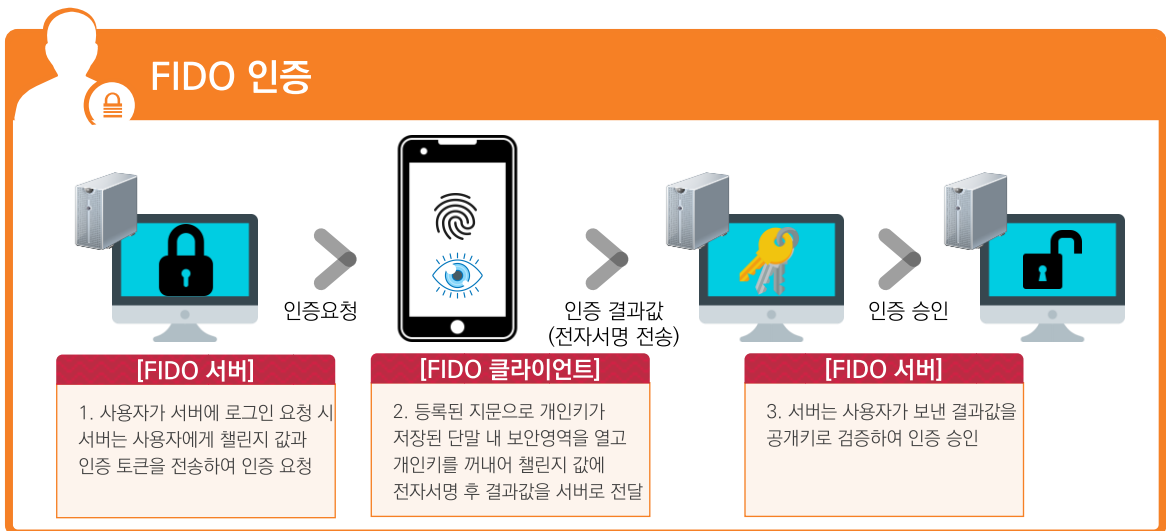 FIDO 인증
인증요청
인증 결과값
(전자서명 전송)
인증 승인
[FIDO 서버]
1. 사용자가 서버에 로그인 요청 시
서버는 사용자에게 챌린지 값과
인증 토큰을 전송하여 인증 요청
[FIDO 클라이언트]
2. 등록된 지문으로 개인키가
저장된 단말 내 보안영역을 열고
개인키를 꺼내어 챌린지 값에
전자서명 후 결과값을 서버로 전달
[FIDO 서버]
3. 서버는 사용자가 보낸 결과값을
공개키로 검증하여 인증 승인